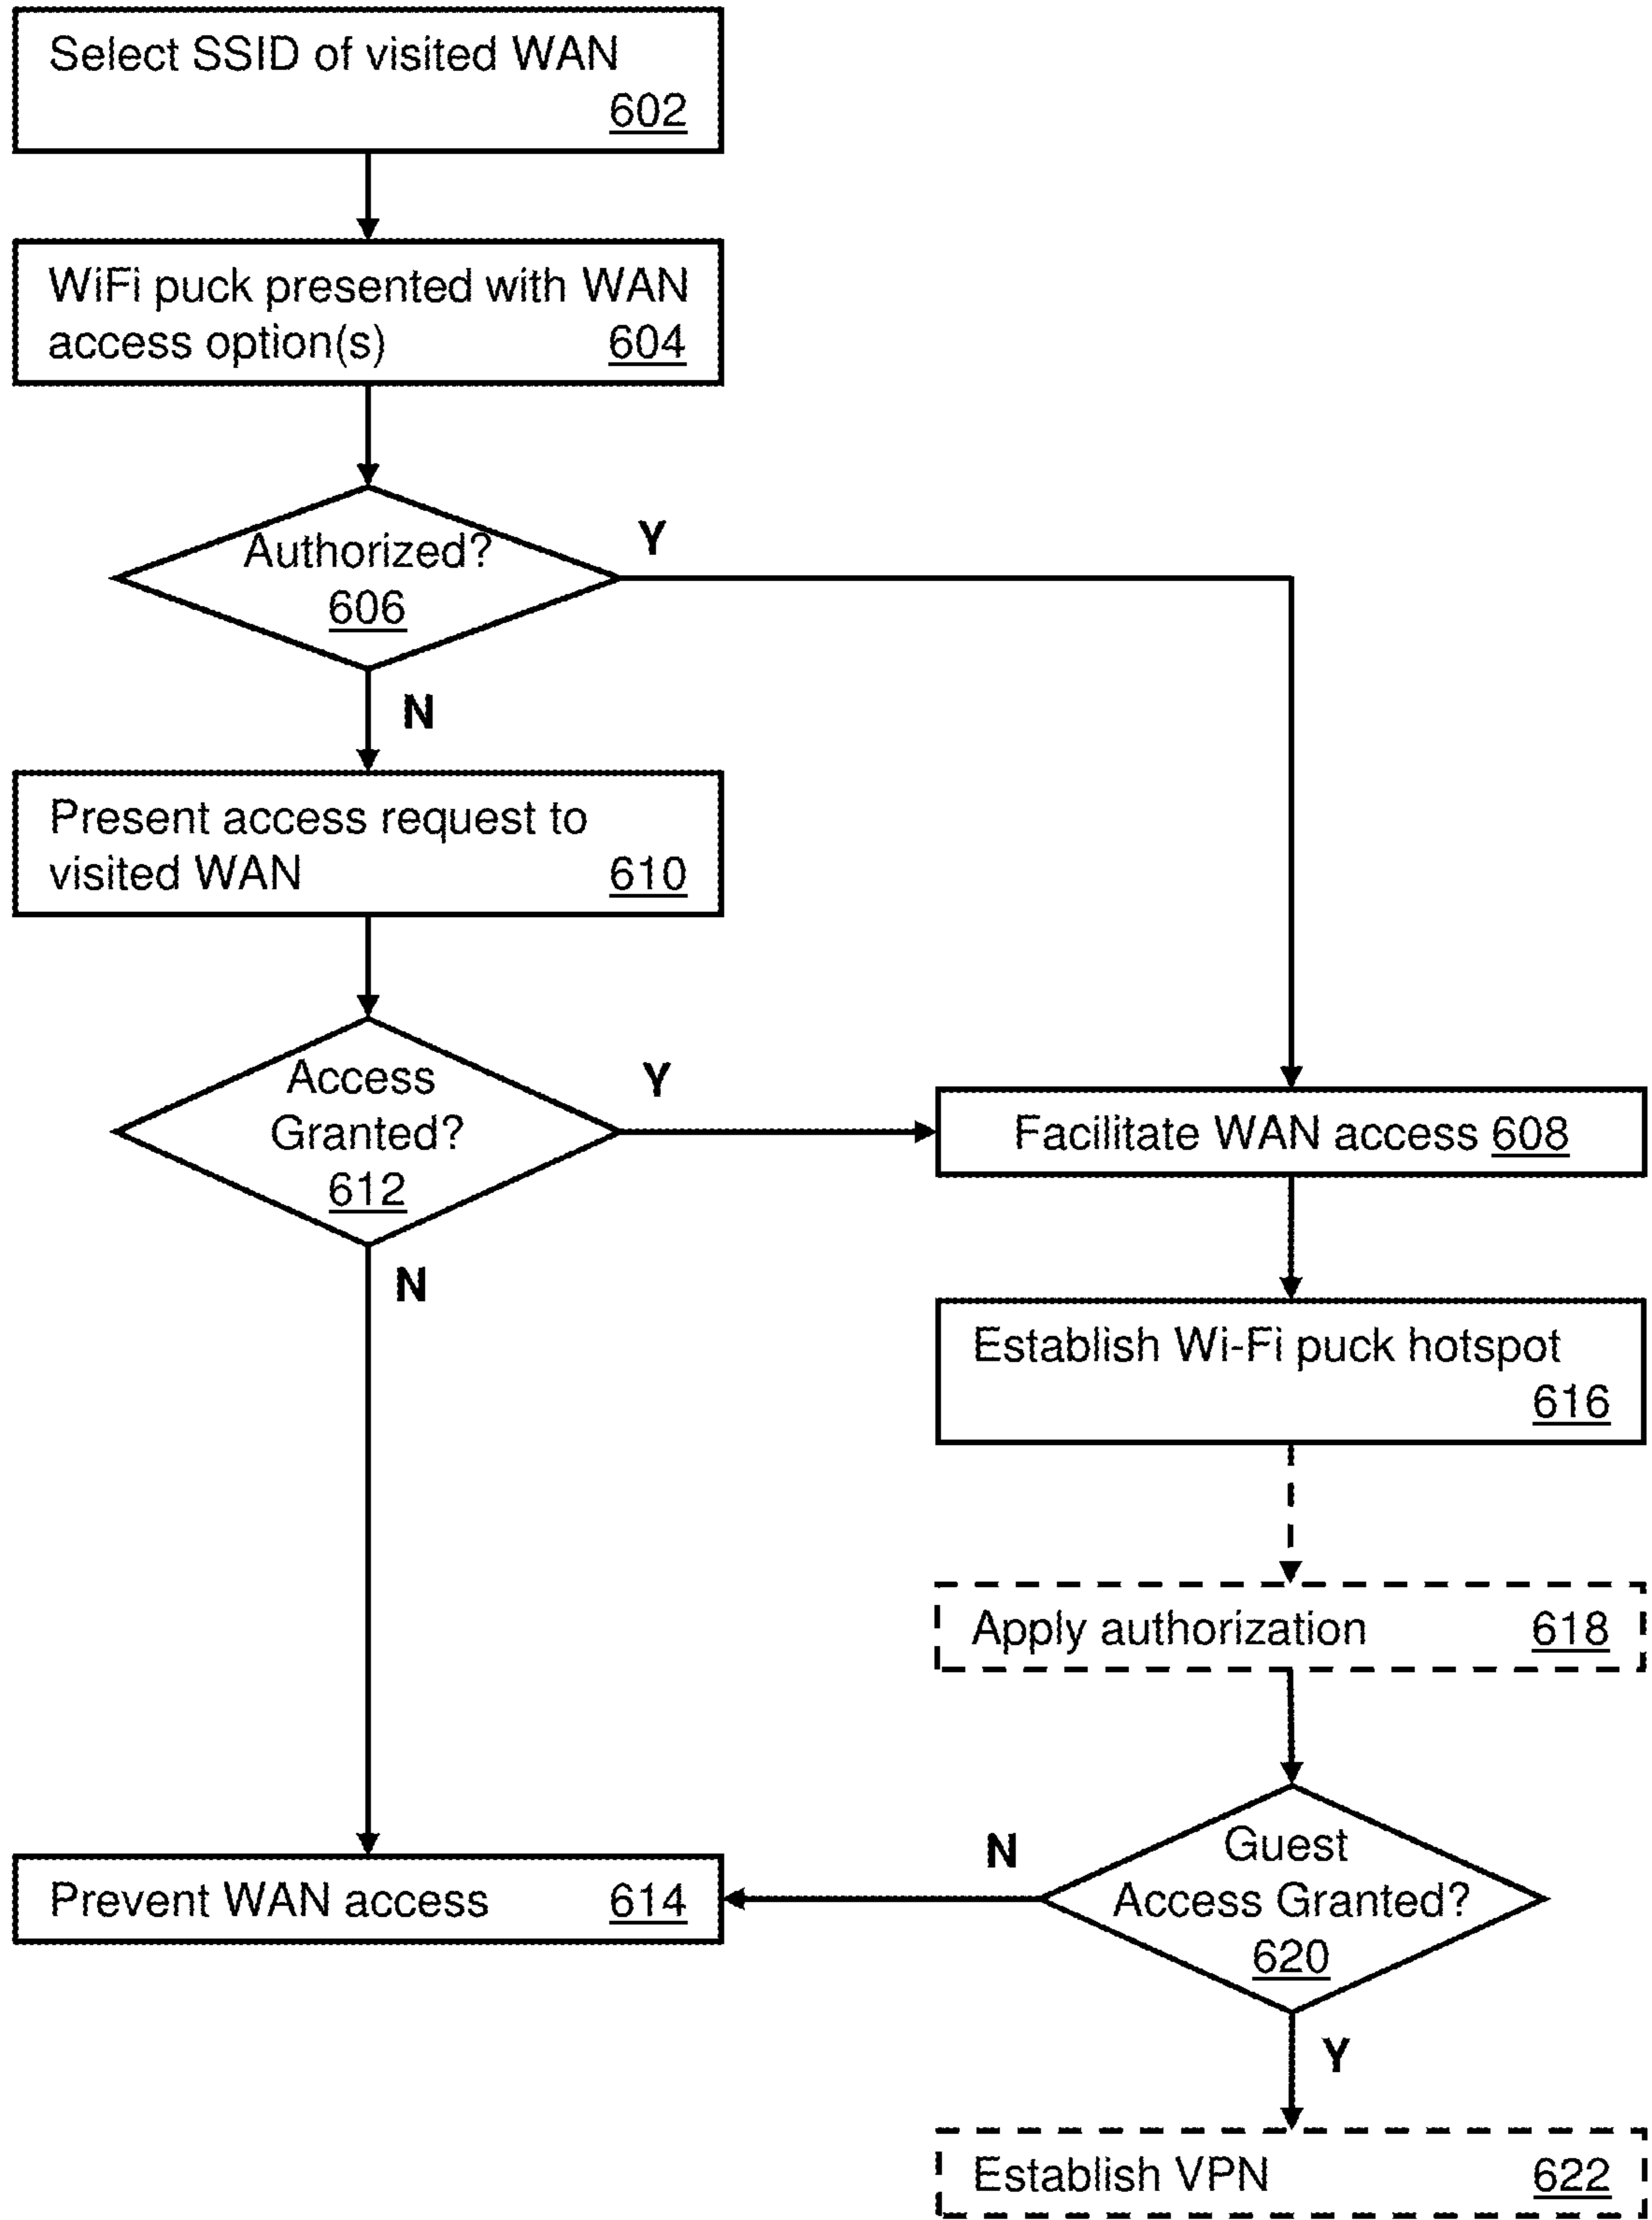 Select SSID of visited WAN
602
WiFi puck presented with WAN
access option(s) 604
Authorized?
606
Y
N
Present access request to
visited WAN 610
Access
Granted?
612
Y
N
Facilitate WAN access 608
Establish Wi-Fi puck hotspot
616
Apply authorization 618
Guest
Access Granted?
620
N
Y
Prevent WAN access 614
Establish VPN 622